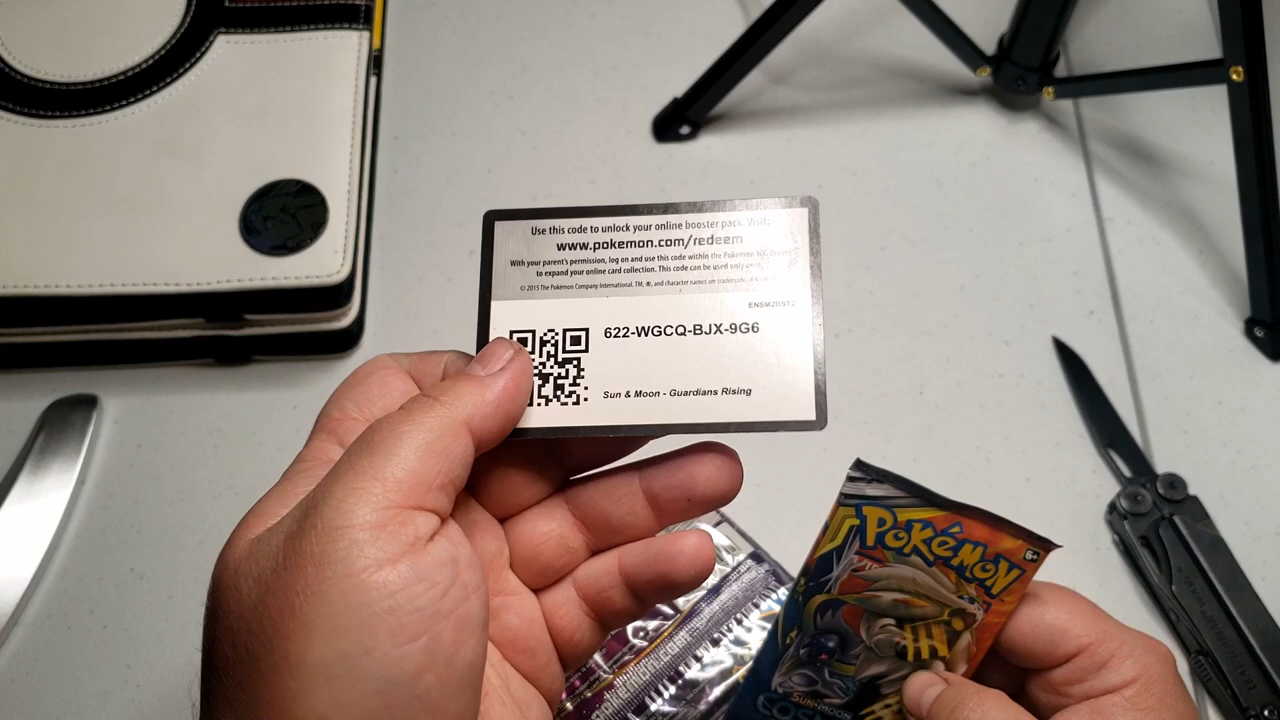 Use this code to unlock your online booster pack. Visit:
www.pokemon.com/redeem
With your parent's permission, log on and use this code within the Pokémon TCG Online
to expand your online card collection. This code can be used only once.
© 2015 The Pokémon Company International. TM, ®, and character names are trademarks of
ENSM2BST2
622-WGCQ-BJX-9G6
Sun & Moon - Guardians Rising
POKéMON
6+
SUN & MOON